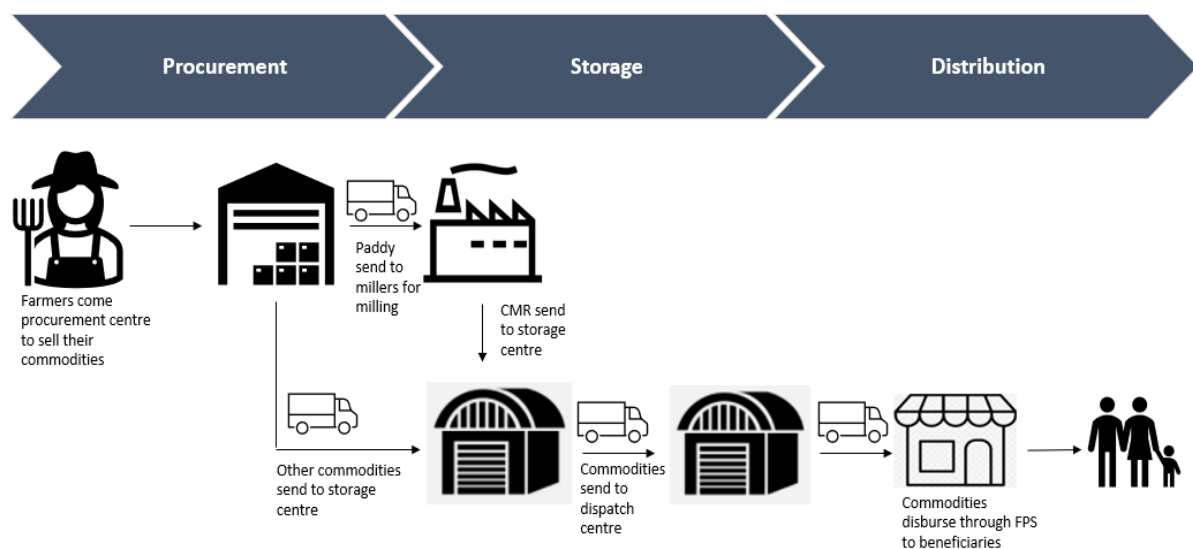 Procurement
Storage
Distribution
Farmers come
procurement centre
to sell their
commodities
Paddy
send to
millers for
milling
CMR send
to storage
centre
Other commodities
send to storage
centre
Commodities
send to
dispatch
centre
Commodities
disburse through FPS
to beneficiaries